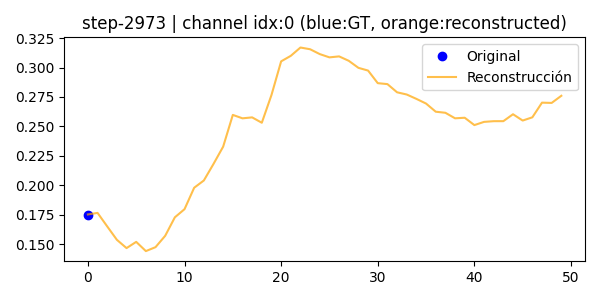 step-2973 | channel idx:0 (blue:GT, orange:reconstructed)
0.325
0.300
0.275
0.250
0.225
0.200
0.175
0.150
Original
Reconstrucción
0 10 20 30 40 50